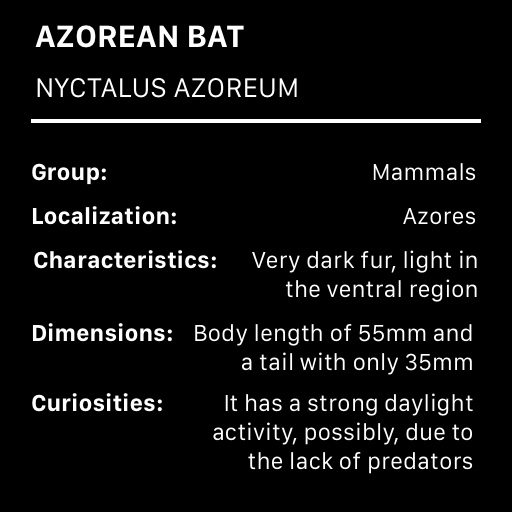 AZOREAN BAT
NYCTALUS AZOREUM
Group: Mammals
Localization: Azores
Characteristics: Very dark fur, light in
the ventral region
Dimensions: Body length of 55mm and
a tail with only 35mm
Curiosities: It has a strong daylight
activity, possibly, due to
the lack of predators